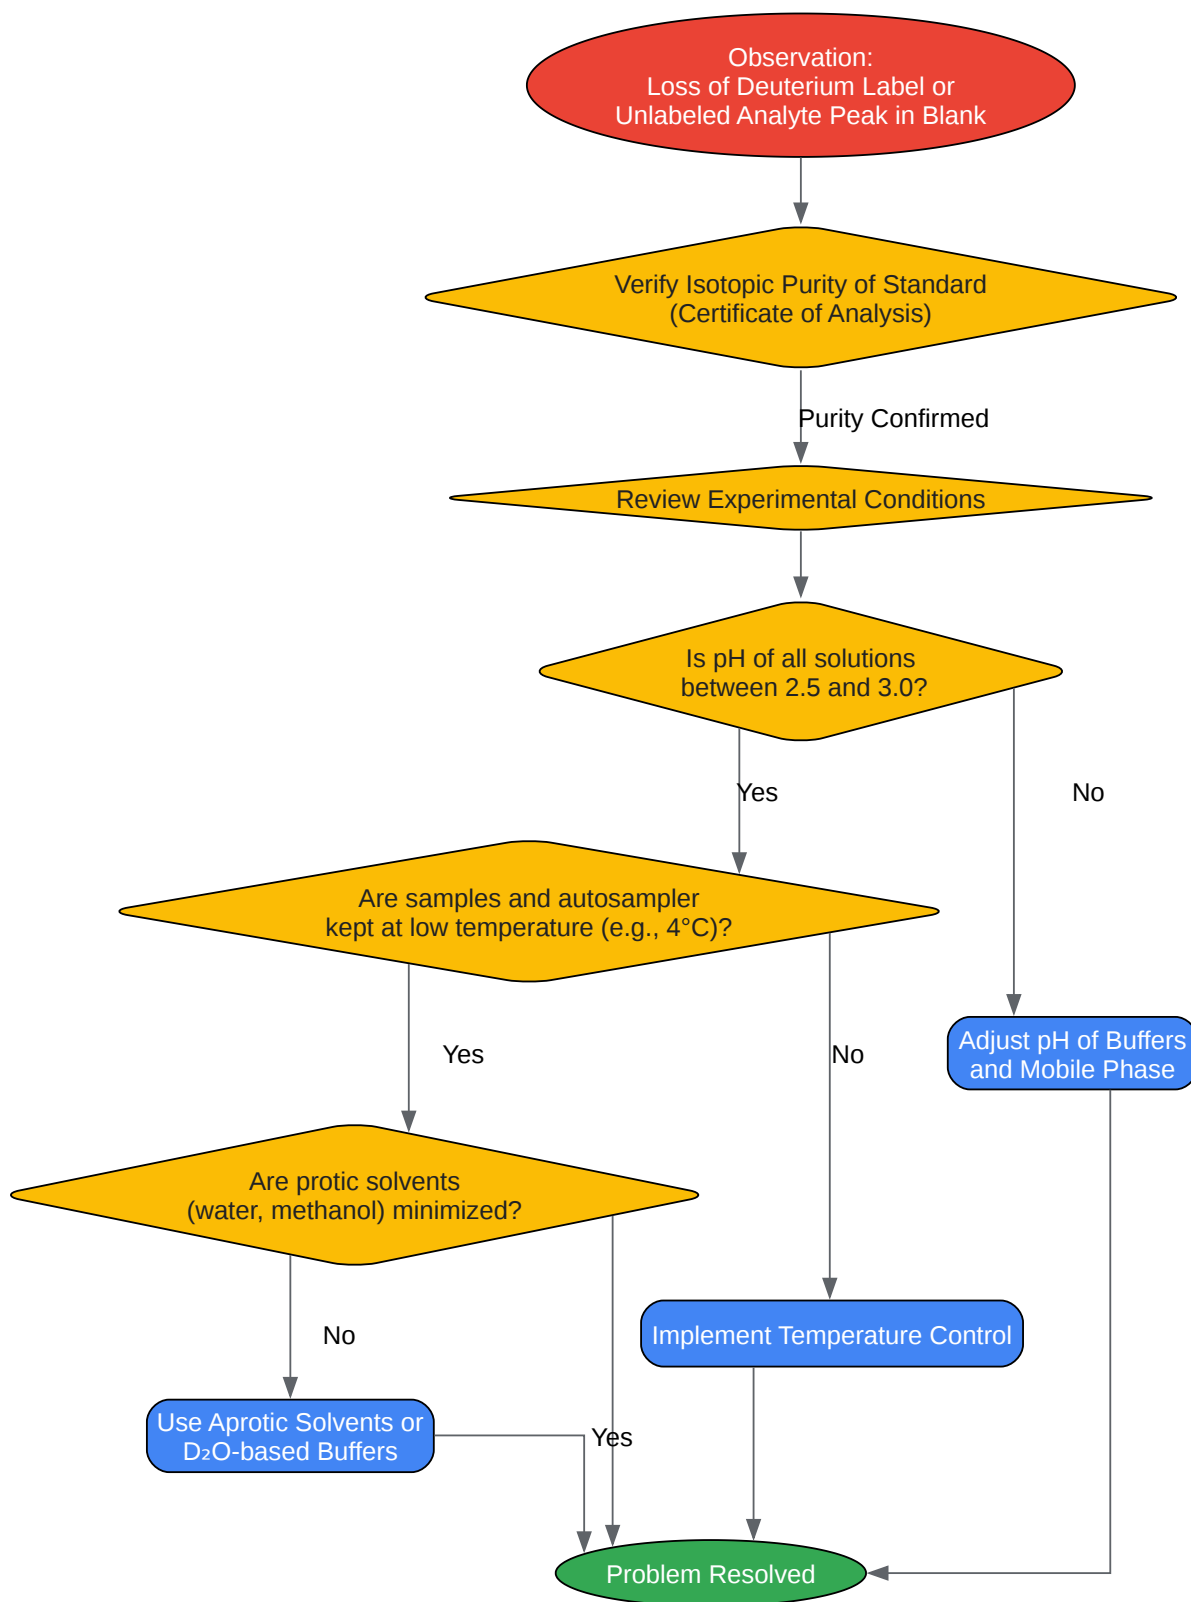 Observation:
Loss of Deuterium Label or
Unlabeled Analyte Peak in Blank
Verify Isotopic Purity of Standard
(Certificate of Analysis)
Purity Confirmed
Review Experimental Conditions
Is pH of all solutions
between 2.5 and 3.0?
Yes
No
Are samples and autosampler
kept at low temperature (e.g., 4°C)?
Yes
No
Adjust pH of Buffers
and Mobile Phase
Are protic solvents
(water, methanol) minimized?
No
Implement Temperature Control
Use Aprotic Solvents or
D₂O-based Buffers
Yes
Problem Resolved